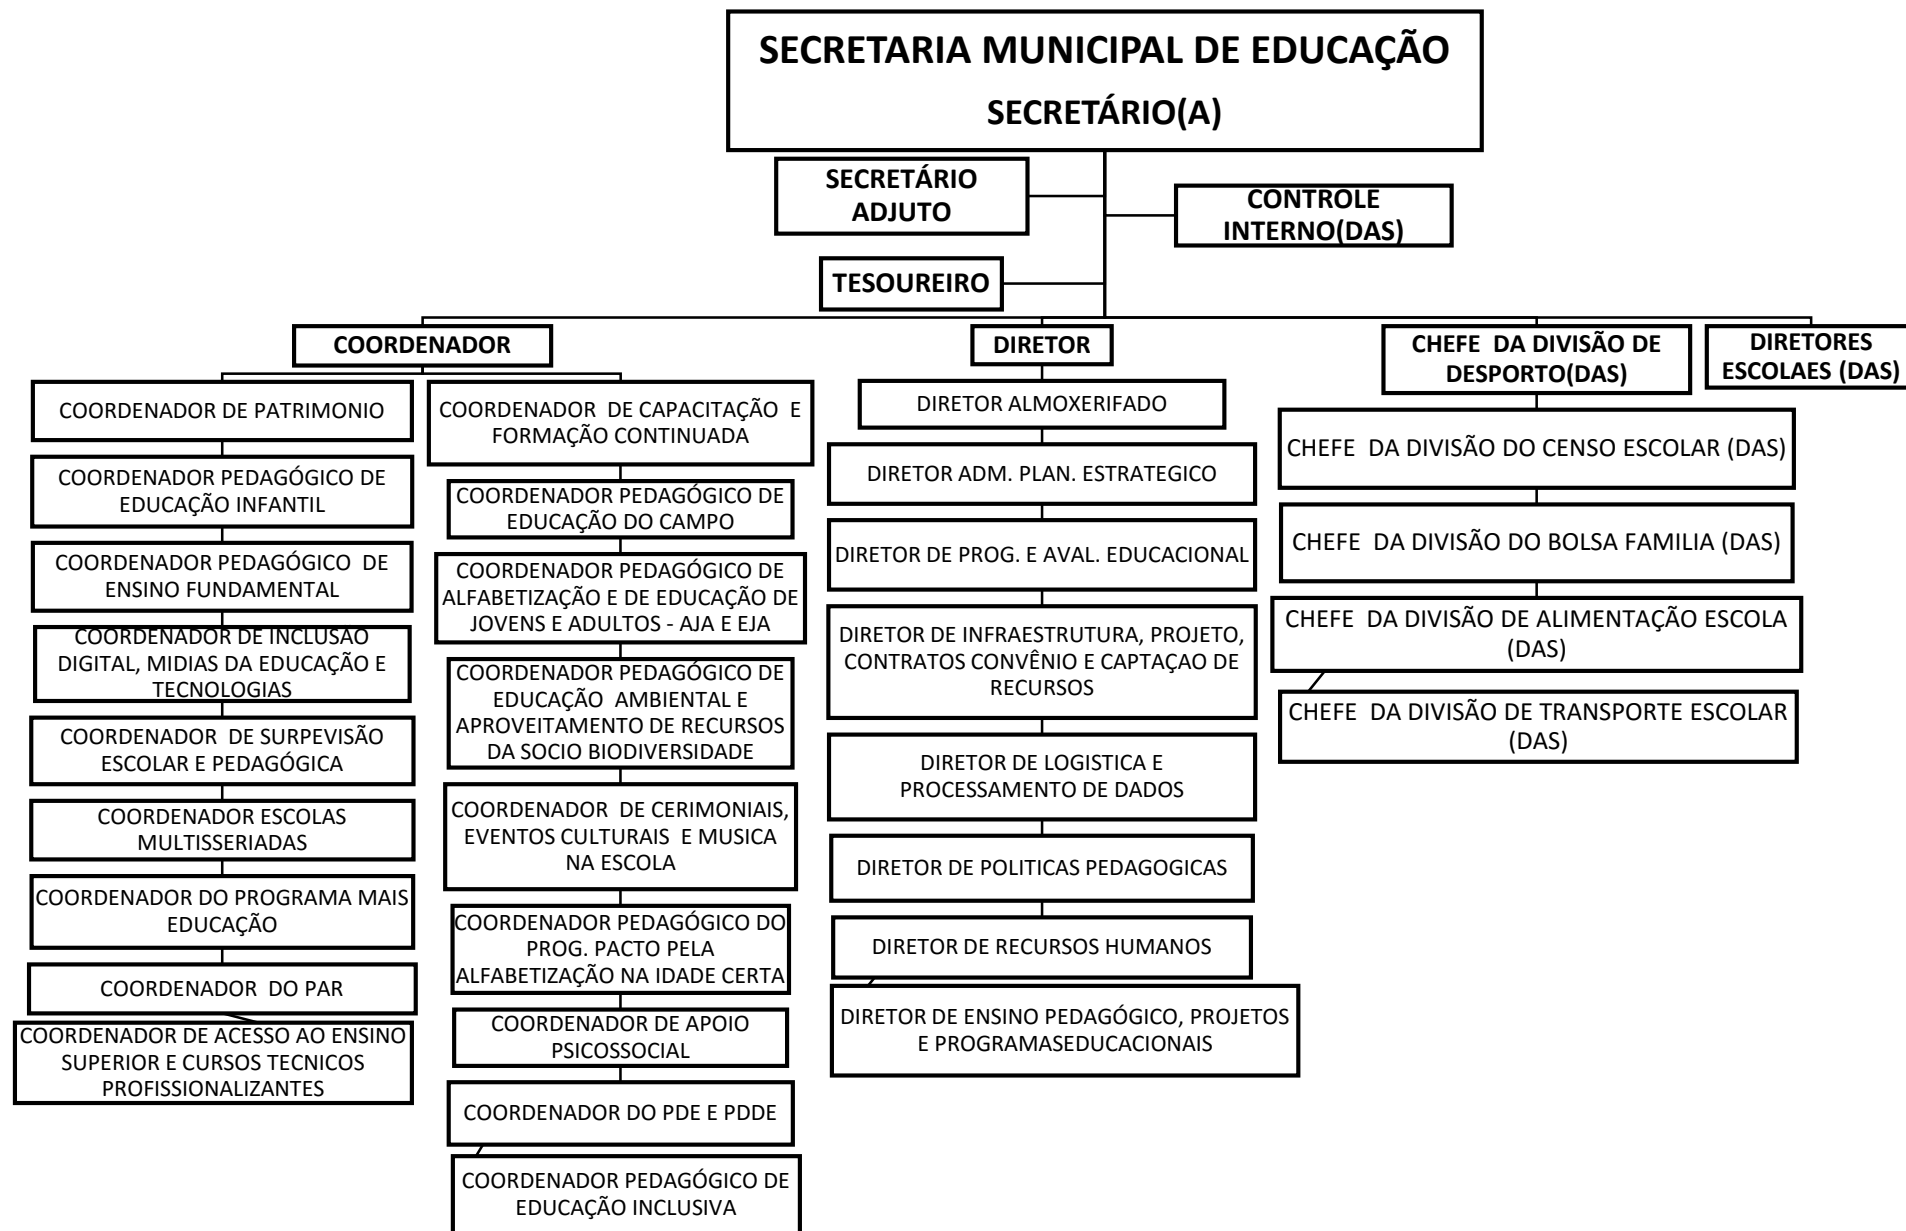 SECRETARIA MUNICIPAL DE EDUCAÇÃO
SECRETÁRIO(A)
SECRETÁRIO
ADJUTO
CONTROLE
INTERNO(DAS)
TESOUREIRO
COORDENADOR
COORDENADOR DE PATRIMONIO
COORDENADOR PEDAGÓGICO DE
EDUCAÇÃO INFANTIL
COORDENADOR PEDAGÓGICO DE
ENSINO FUNDAMENTAL
COORDENADOR DE INCLUSÃO
DIGITAL, MIDIAS DA EDUCAÇÃO E
TECNOLOGIAS
COORDENADOR DE SURPEVISÃO
ESCOLAR E PEDAGÓGICA
COORDENADOR ESCOLAS
MULTISSERIADAS
COORDENADOR DO PROGRAMA MAIS
EDUCAÇÃO
COORDENADOR DO PAR
COORDENADOR DE ACESSO AO ENSINO
SUPERIOR E CURSOS TECNICOS
PROFISSIONALIZANTES
COORDENADOR DE CAPACITAÇÃO E
FORMAÇÃO CONTINUADA
COORDENADOR PEDAGÓGICO DE
EDUCAÇÃO DO CAMPO
COORDENADOR PEDAGÓGICO DE
ALFABETIZAÇÃO E DE EDUCAÇÃO DE
JOVENS E ADULTOS - AJA E EJA
COORDENADOR PEDAGÓGICO DE
EDUCAÇÃO AMBIENTAL E
APROVEITAMENTO DE RECURSOS
DA SOCIO BIODIVERSIDADE
COORDENADOR DE CERIMONIAIS,
EVENTOS CULTURAIS E MUSICA
NA ESCOLA
COORDENADOR PEDAGÓGICO DO
PROG. PACTO PELA
ALFABETIZAÇÃO NA IDADE CERTA
COORDENADOR DE APOIO
PSICOSSOCIAL
COORDENADOR DO PDE E PDDE
COORDENADOR PEDAGÓGICO DE
EDUCAÇÃO INCLUSIVA
DIRETOR
DIRETOR ALMOXERIFADO
DIRETOR ADM. PLAN. ESTRATEGICO
DIRETOR DE PROG. E AVAL. EDUCACIONAL
DIRETOR DE INFRAESTRUTURA, PROJETO,
CONTRATOS CONVÊNIO E CAPTAÇAO DE
RECURSOS
DIRETOR DE LOGISTICA E
PROCESSAMENTO DE DADOS
DIRETOR DE POLITICAS PEDAGOGICAS
DIRETOR DE RECURSOS HUMANOS
DIRETOR DE ENSINO PEDAGÓGICO, PROJETOS
E PROGRAMASEDUCACIONAIS
CHEFE DA DIVISÃO DE
DESPORTO(DAS)
CHEFE DA DIVISÃO DO CENSO ESCOLAR (DAS)
CHEFE DA DIVISÃO DO BOLSA FAMILIA (DAS)
CHEFE DA DIVISÃO DE ALIMENTAÇÃO ESCOLA
(DAS)
CHEFE DA DIVISÃO DE TRANSPORTE ESCOLAR
(DAS)
DIRETORES
ESCOLAES (DAS)